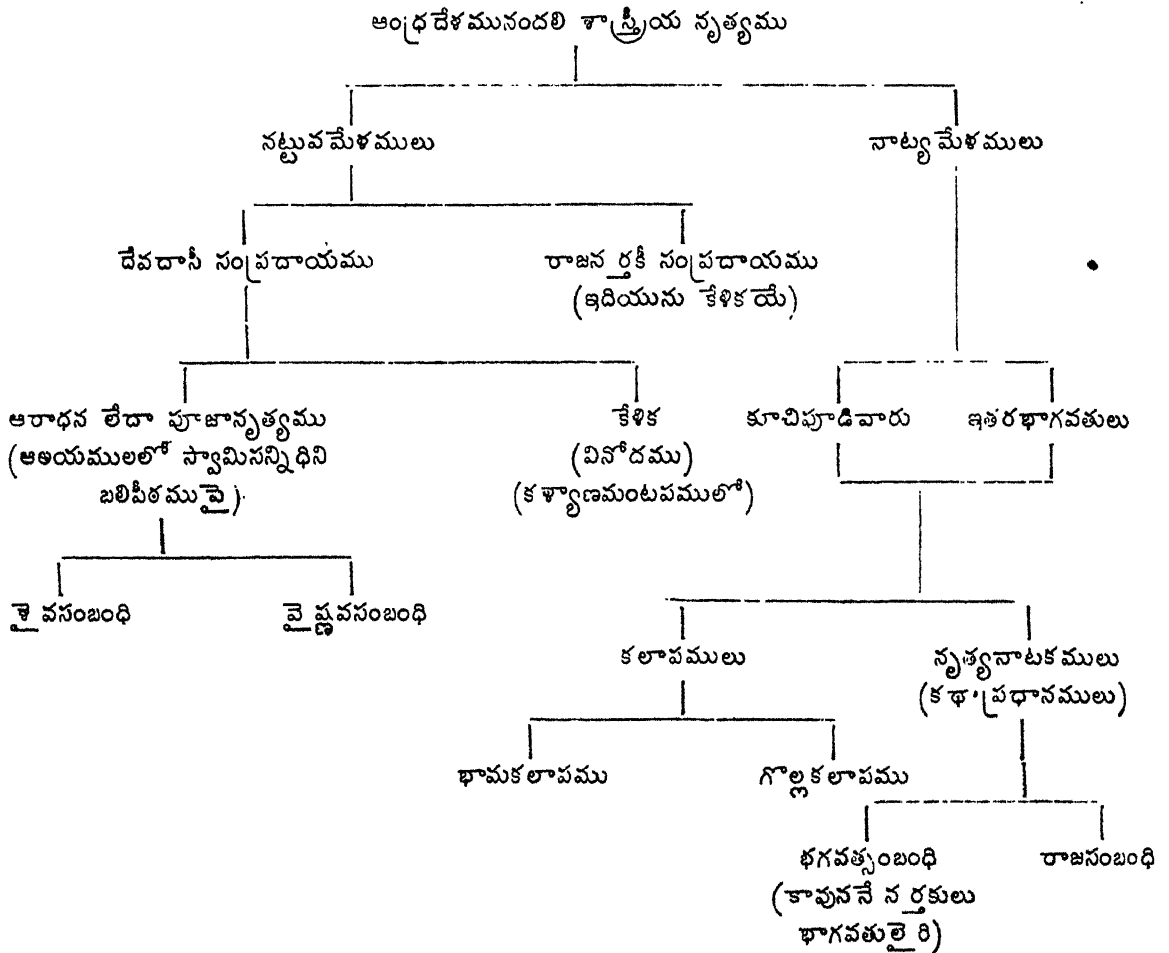 ఆంధ్రదేశమునందలి శాస్త్రీయ నృత్యము
నట్టువమేళములు
నాట్యమేళములు
దేవదాసీ సంప్రదాయము
రాజనర్తకీ సంప్రదాయము
(ఇదియును కేళికయే)
ఆరాధన లేదా పూజానృత్యము
(ఆలయములలో స్వామిసన్నిధిని
బలిపీఠముపై)
కేళిక
(వినోదము)
(కళ్యాణమంటపములో)
కూచిపూడివారు
ఇతరభాగవతులు
శైవసంబంధి
వైష్ణవసంబంధి
కలాపములు
నృత్యనాటకములు
(కథాప్రధానములు)
భామకలాపము
గొల్లకలాపము
భగవత్సంబంధి
(కావుననే నర్తకులు
భాగవతులైరి)
రాజసంబంధి